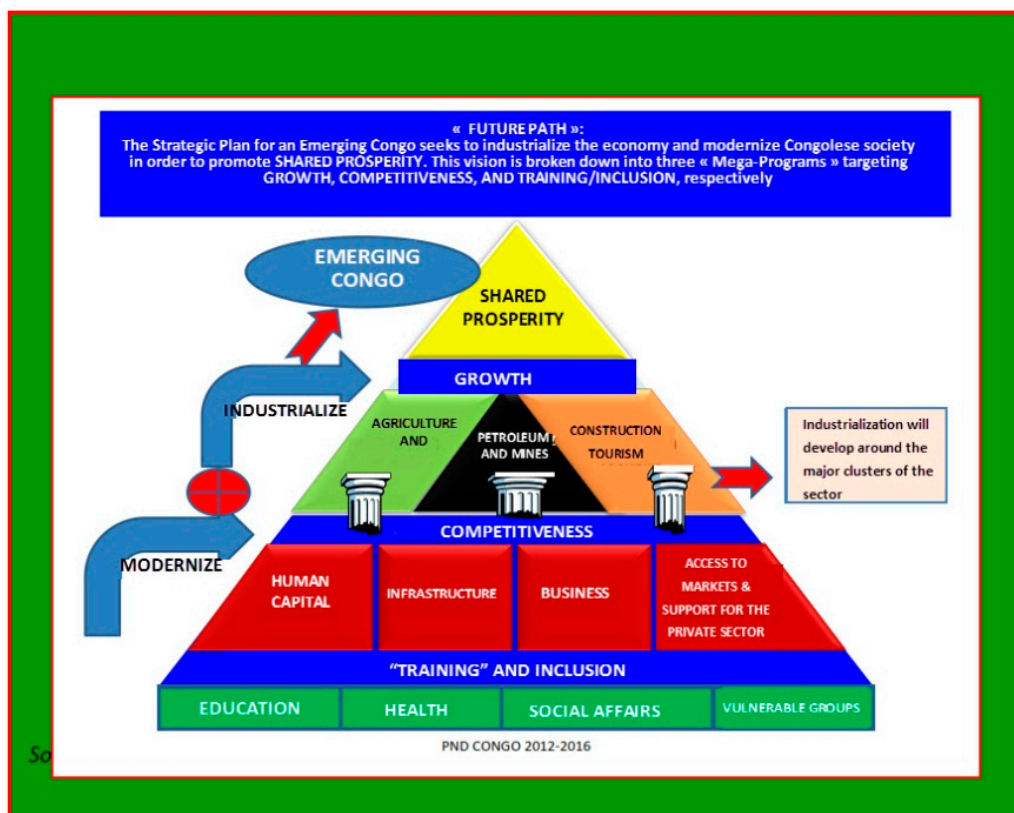 « FUTURE PATH »:
The Strategic Plan for an Emerging Congo seeks to industrialize the economy and modernize Congolese society
in order to promote SHARED PROSPERITY. This vision is broken down into three « Mega-Programs » targeting
GROWTH, COMPETITIVENESS, AND TRAINING/INCLUSION, respectively
EMERGING
CONGO
SHARED
PROSPERITY
GROWTH
INDUSTRIALIZE
AGRICULTURE
AND
PETROLEUM
AND MINES
CONSTRUCTION
TOURISM
Industrialization will
develop around the
major clusters of the
sector
COMPETITIVENESS
MODERNIZE
HUMAN
CAPITAL
INFRASTRUCTURE
BUSINESS
ACCESS TO
MARKETS &
SUPPORT FOR THE
PRIVATE SECTOR
“TRAINING” AND INCLUSION
EDUCATION
HEALTH
SOCIAL AFFAIRS
VULNERABLE GROUPS
PND CONGO 2012-2016
So